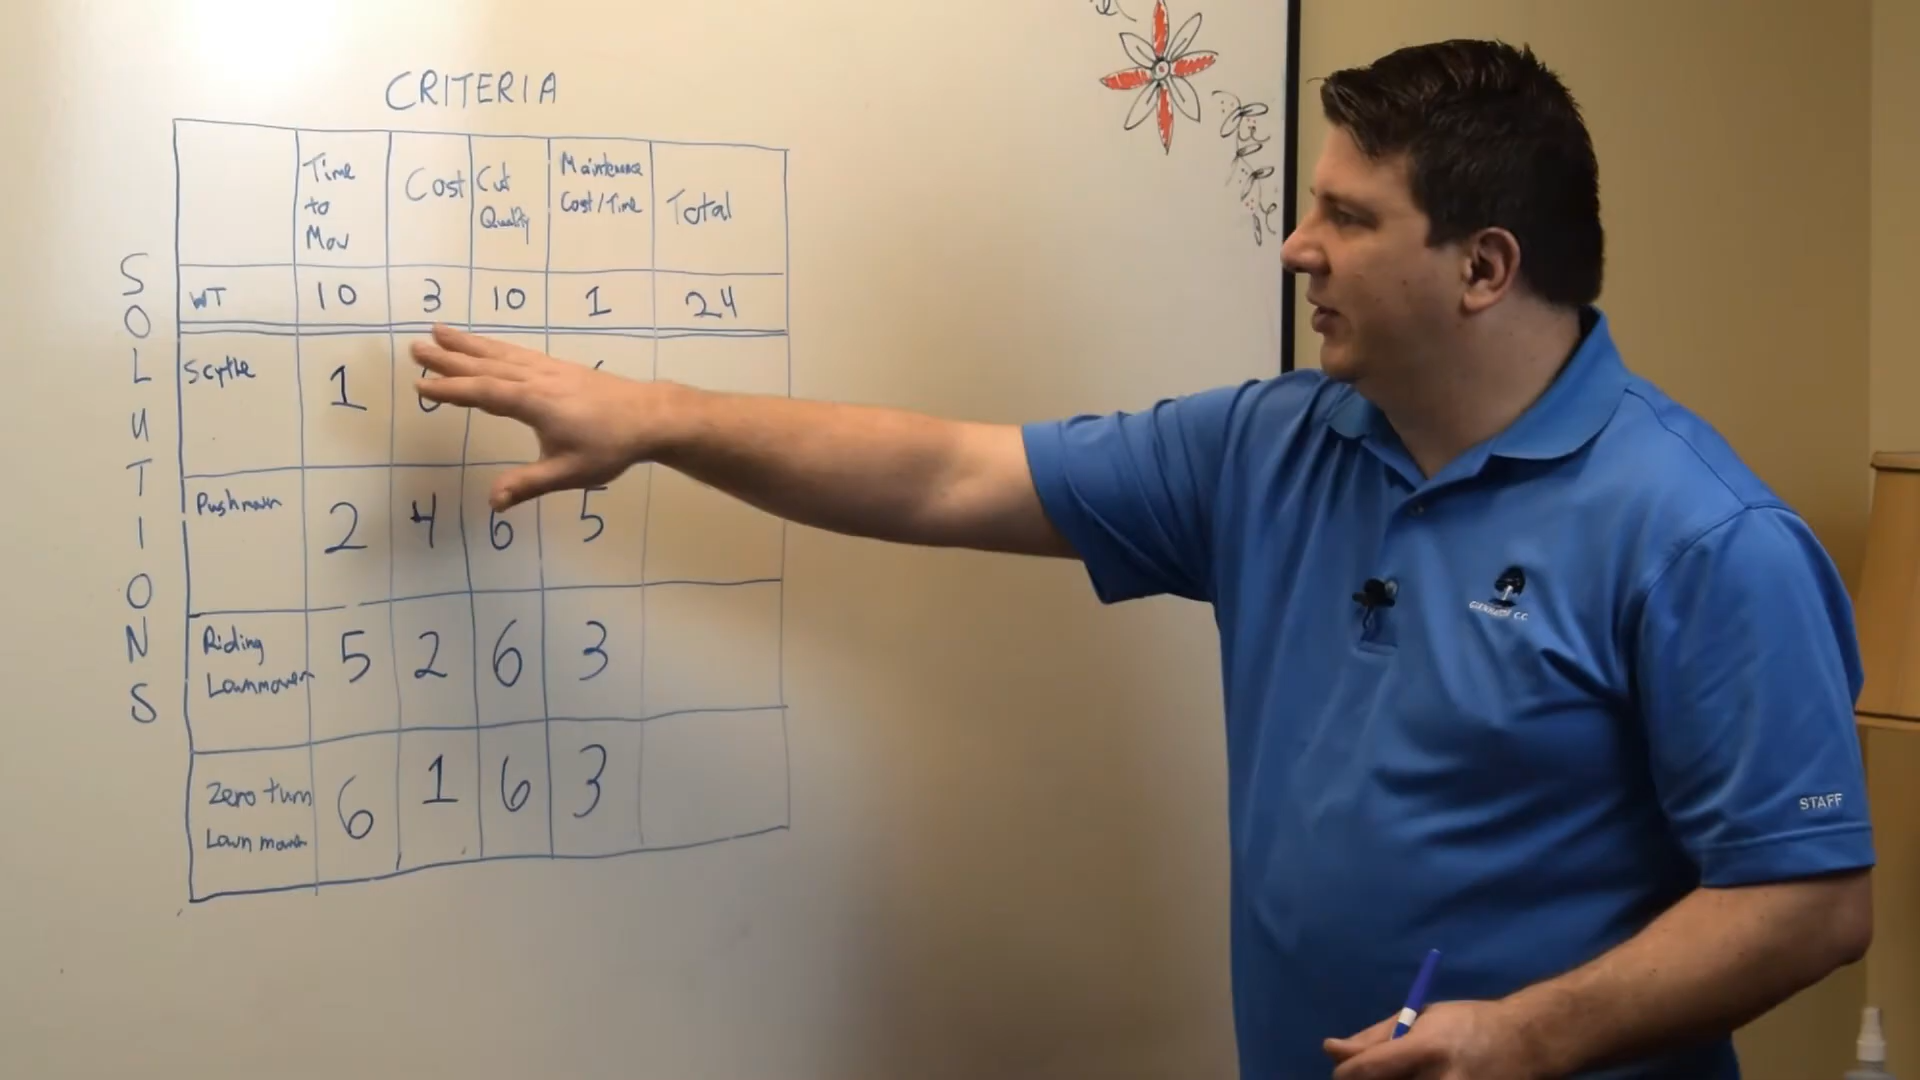 CRITERIA
Time to Mow
Cost
Cut Quality
Maintenance Cost/Time
Total
WT 10 3 10 1 24
SOLUTIONS
Scythe 1
Pushmower 2 4 6 5
Riding Lawnmower 5 2 6 3
Zero turn Lawn mower 6 1 6 3
STAFF